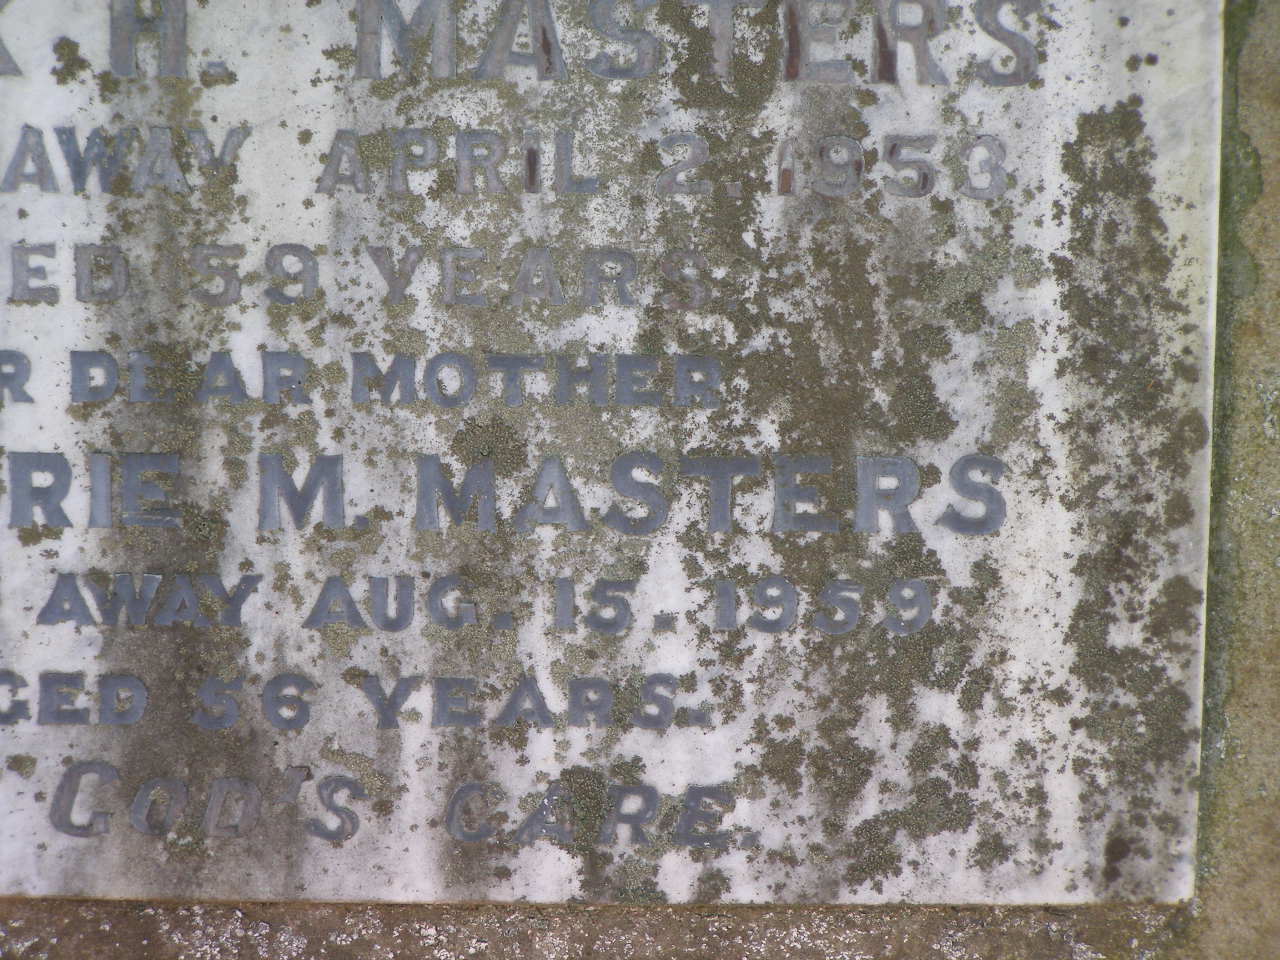 H. MASTERS
AWAY APRIL 2. 1953
ED 59 YEARS.
R DEAR MOTHER
RIE M. MASTERS
AWAY AUG. 15. 1959
GED 56 YEARS.
GOD'S CARE.